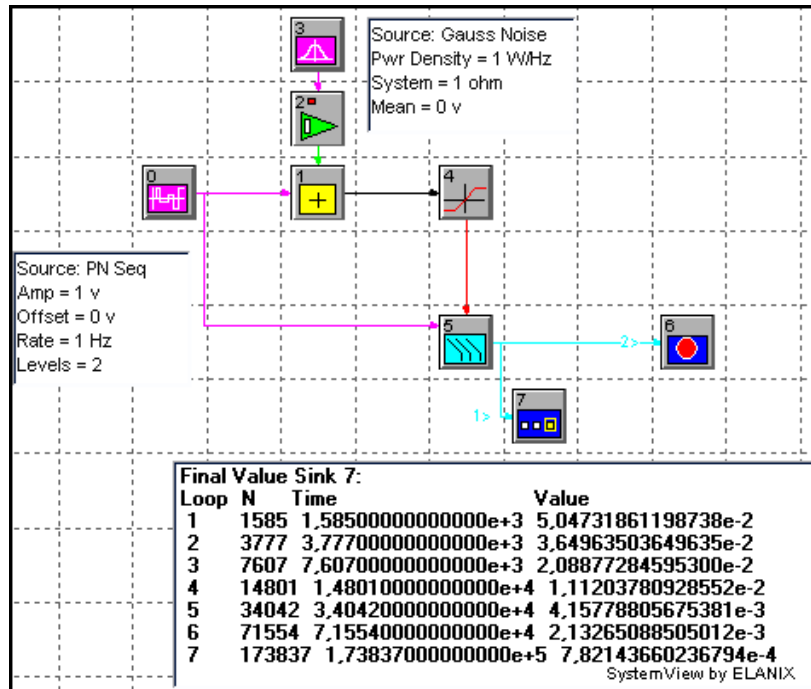 3
Source: Gauss Noise
Pwr Density = 1 W/Hz
System = 1 ohm
Mean = 0 v
2
0
1
+
4
Source: PN Seq
Amp = 1 v
Offset = 0 v
Rate = 1 Hz
Levels = 2
5
2>
6
7
1>
Final Value Sink 7:
Loop N Time Value
1 1585 1,58500000000000e+3 5,04731861198738e-2
2 3777 3,77700000000000e+3 3,64963503649635e-2
3 7607 7,60700000000000e+3 2,08877284595300e-2
4 14801 1,48010000000000e+4 1,11203780928552e-2
5 34042 3,40420000000000e+4 4,15778805675381e-3
6 71554 7,15540000000000e+4 2,13265088505012e-3
7 173837 1,73837000000000e+5 7,82143660236794e-4
SystemView by ELANIX